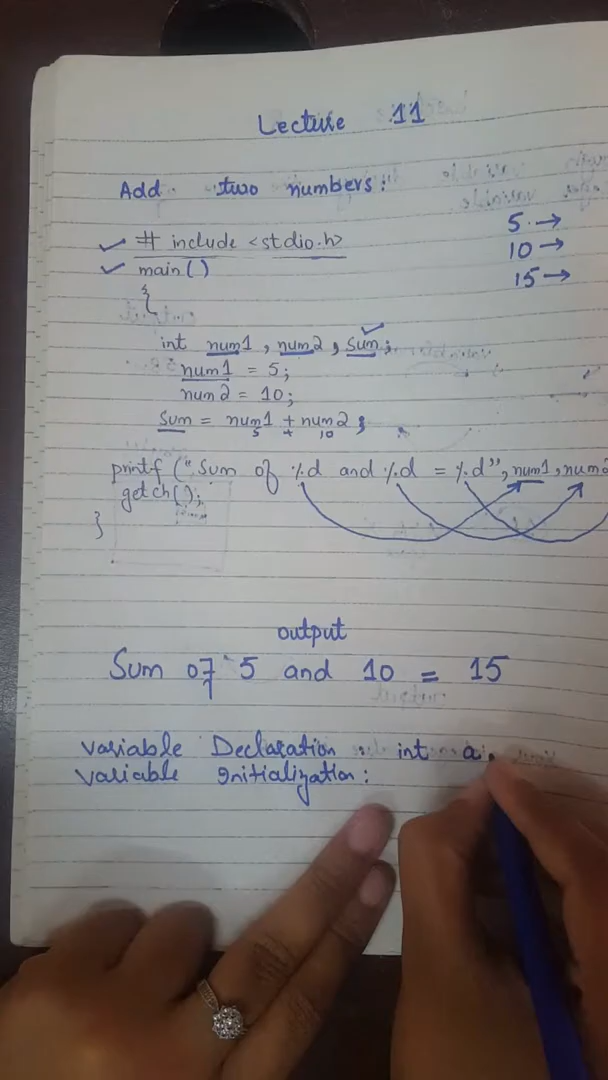 Lecture 11
Add two numbers:
5 →
# include <stdio.h>
10 →
main()
15 →
{
int num1, num2, sum;
num1 = 5;
num2 = 10;
Sum = num1 + num2;
5 + 10
printf ("Sum of %d and %d = %d", num1, num2
getch();
}
output
Sum of 5 and 10 = 15
variable Declaration : int a
variable Initialization: